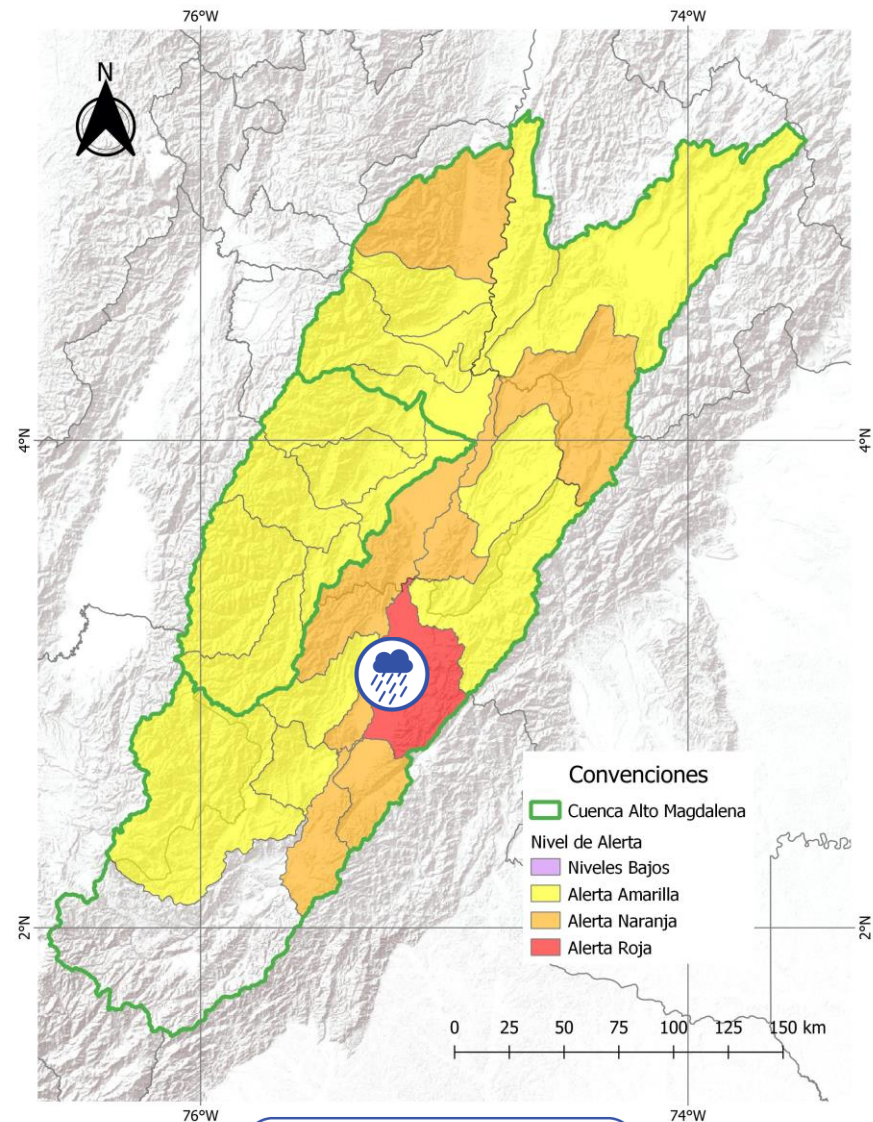 76°W 74°W
N
4°N 4°N
Convenciones
Cuenca Alto Magdalena
Nivel de Alerta
Niveles Bajos
Alerta Amarilla
Alerta Naranja
Alerta Roja
2°N 2°N
0 25 50 75 100 125 150 km
76°W 74°W